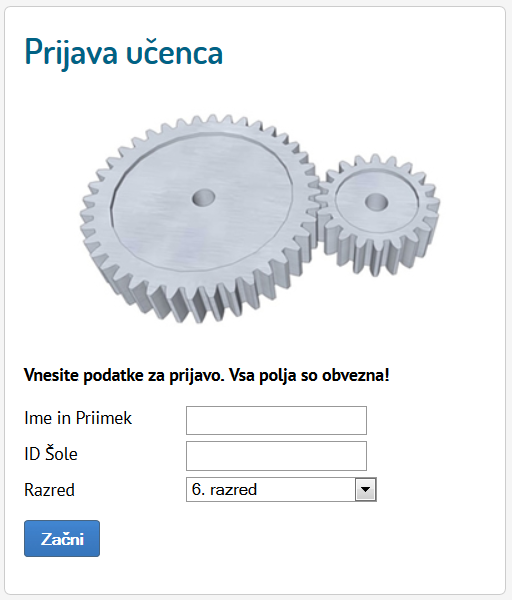 Prijava učenca
Vnesite podatke za prijavo. Vsa polja so obvezna!
Ime in Priimek
ID Šole
Razred 6. razred
Začni